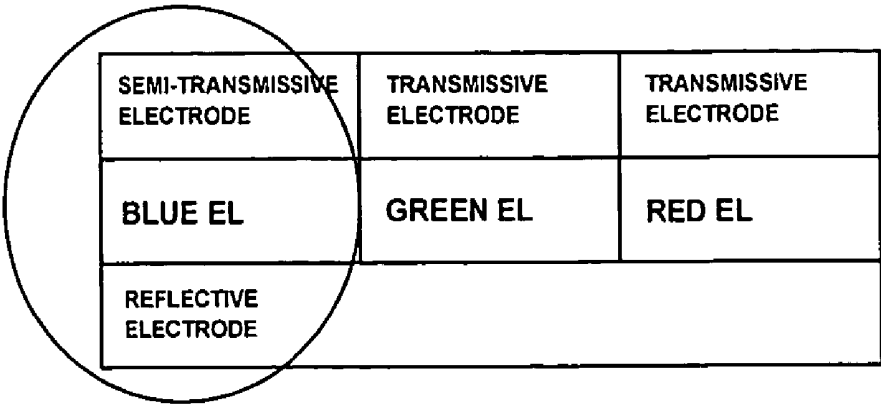 SEMI-TRANSMISSIVE
ELECTRODE
TRANSMISSIVE
ELECTRODE
TRANSMISSIVE
ELECTRODE
BLUE EL
GREEN EL
RED EL
REFLECTIVE
ELECTRODE